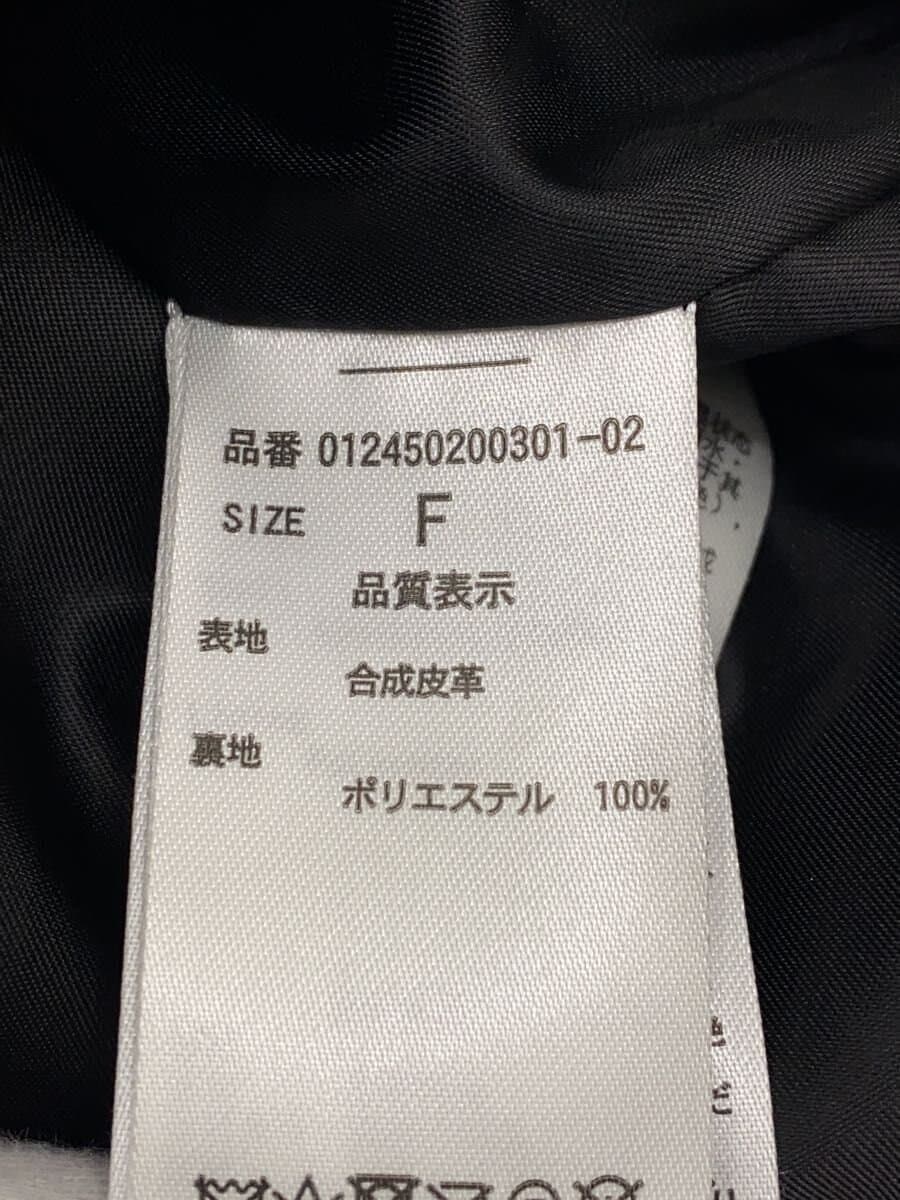 品番 012450200301-02
SIZE F
品質表示
表地
合成皮革
裏地
ポリエステル 100%